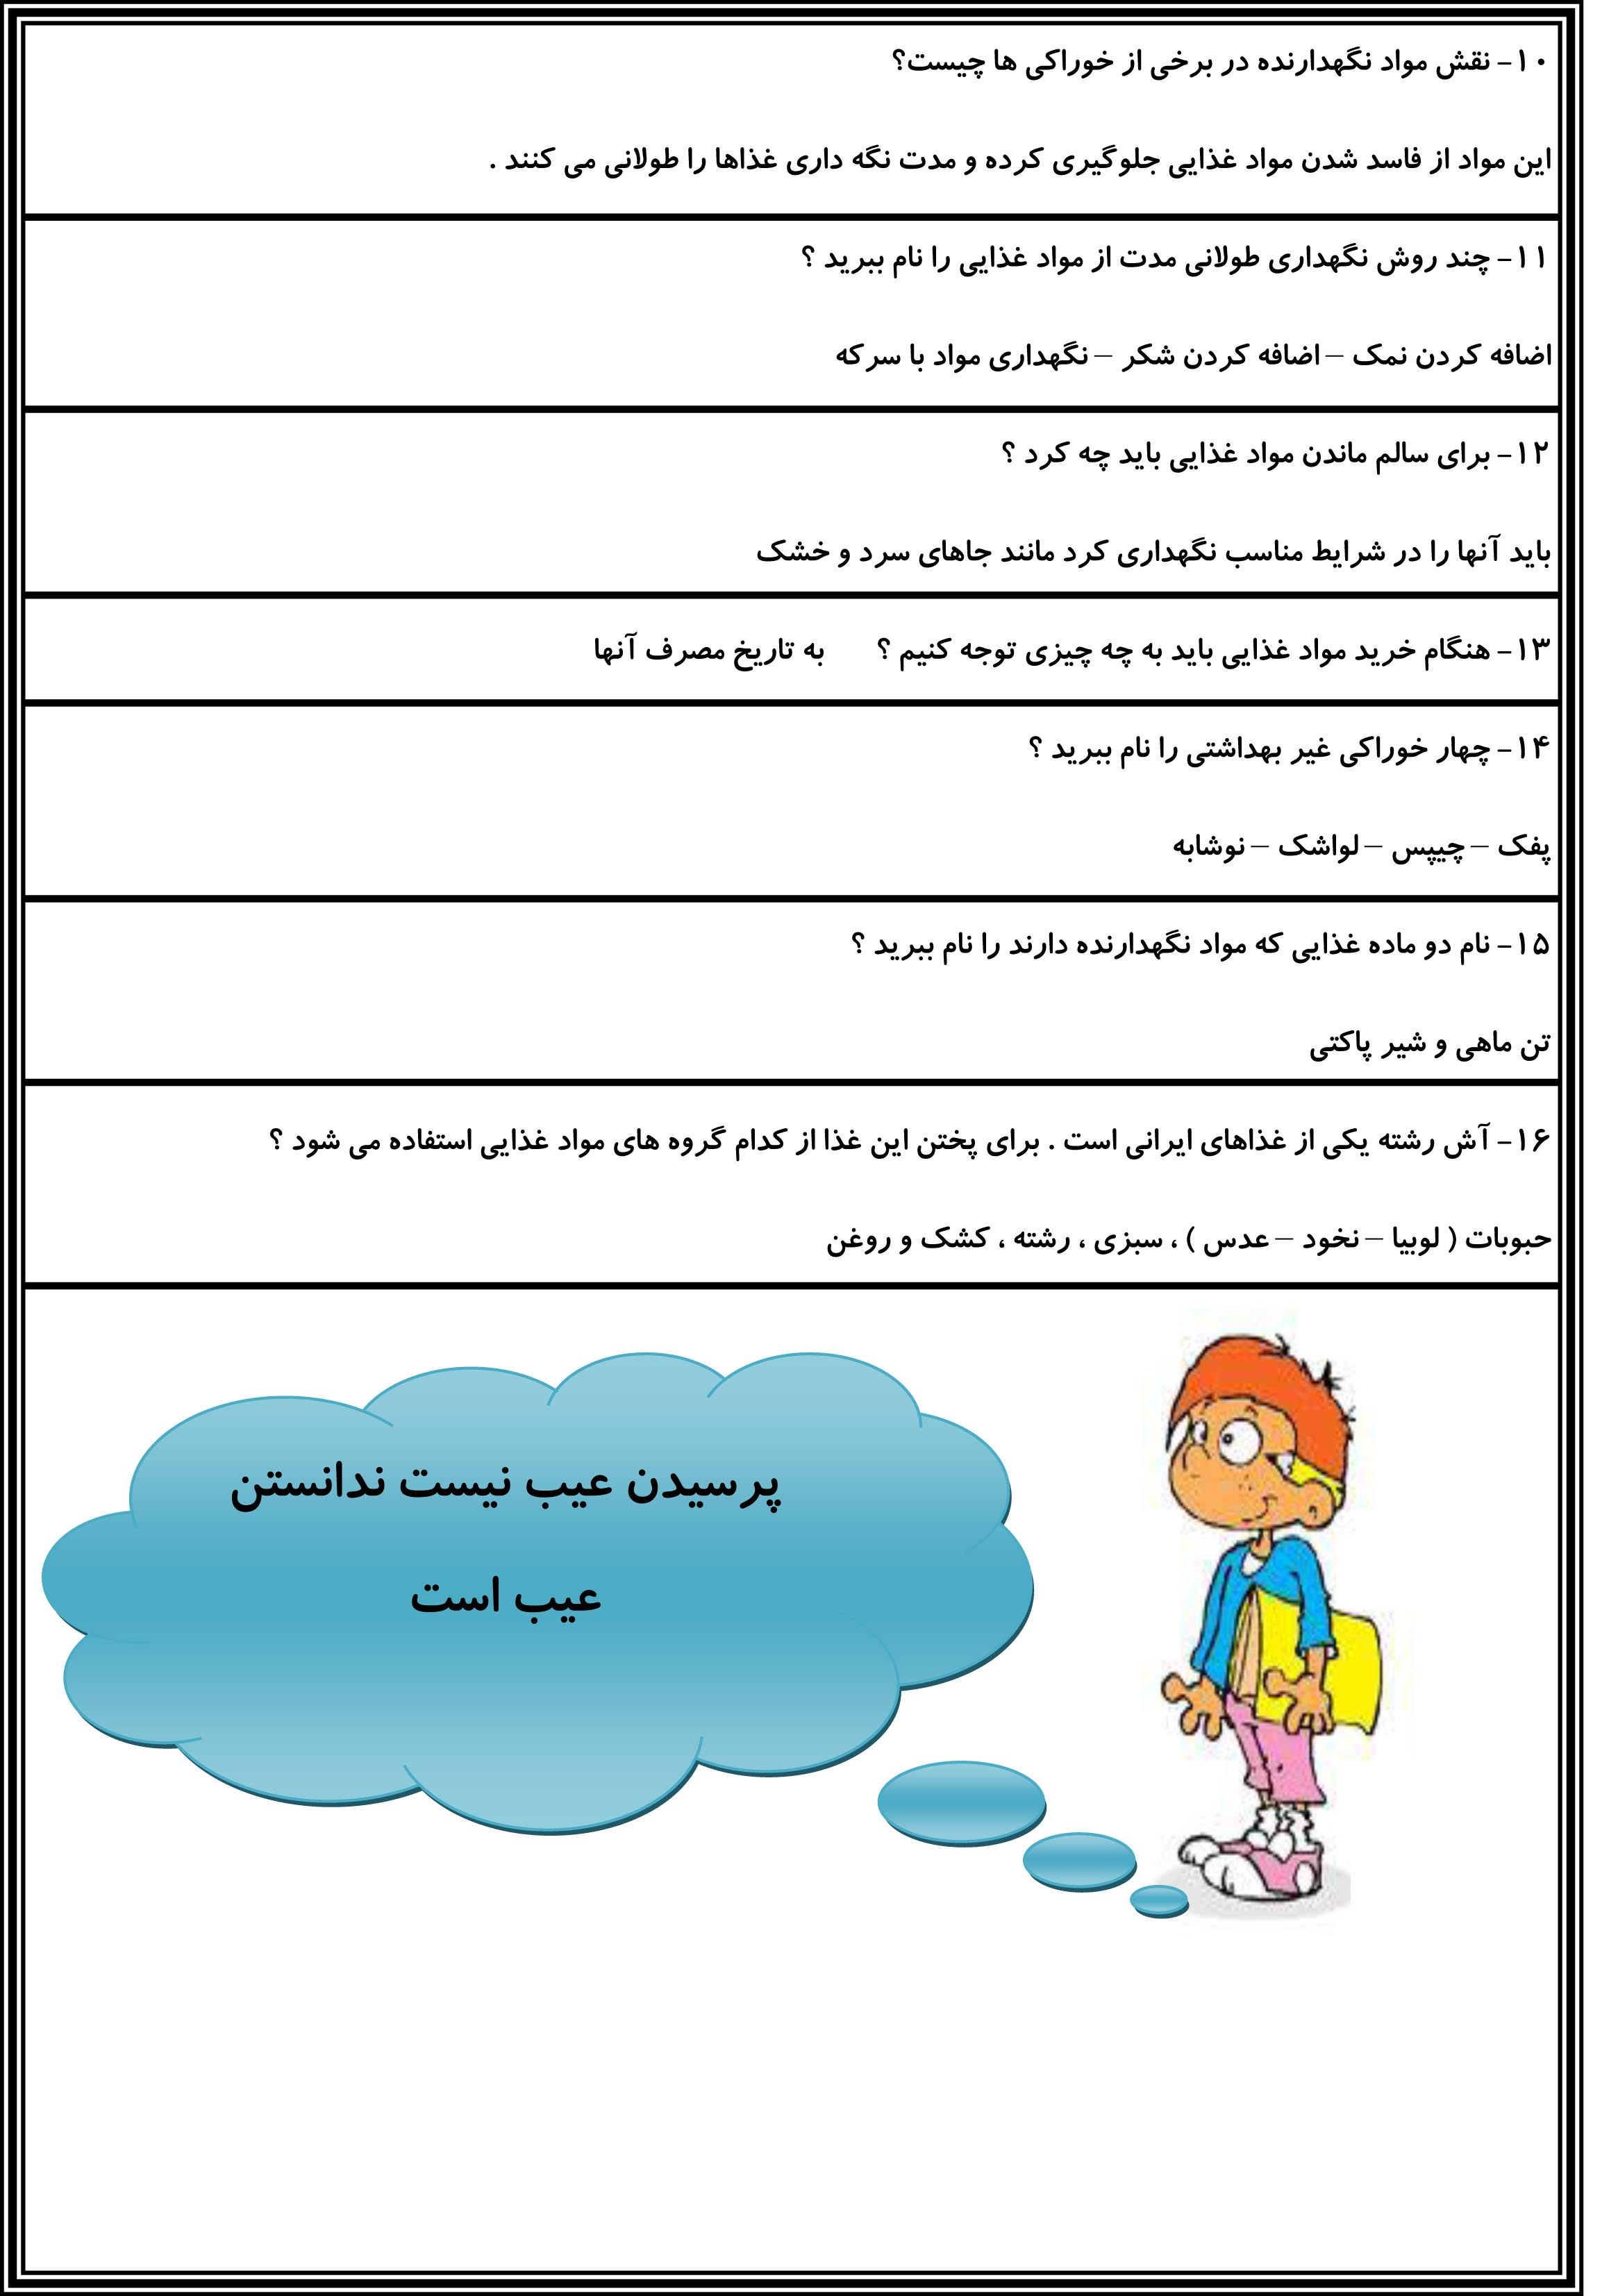 ۱۰- نقش مواد نگهدارنده در برخی از خوراکی ها چیست؟
این مواد از فاسد شدن مواد غذایی جلوگیری کرده و مدت نگه داری غذاها را طولانی می کنند .
۱۱- چند روش نگهداری طولانی مدت از مواد غذایی را نام ببرید ؟
اضافه کردن نمک – اضافه کردن شکر – نگهداری مواد با سرکه
۱۲- برای سالم ماندن مواد غذایی باید چه کرد ؟
باید آنها را در شرایط مناسب نگهداری کرد مانند جاهای سرد و خشک
۱۳- هنگام خرید مواد غذایی باید به چه چیزی توجه کنیم ؟ به تاریخ مصرف آنها
۱۴- چهار خوراکی غیر بهداشتی را نام ببرید ؟
پفک – چیپس – لواشک – نوشابه
۱۵- نام دو ماده غذایی که مواد نگهدارنده دارند را نام ببرید ؟
تن ماهی و شیر پاکتی
۱۶- آش رشته یکی از غذاهای ایرانی است . برای پختن این غذا از کدام گروه های مواد غذایی استفاده می شود ؟
حبوبات ( لوبیا – نخود – عدس ) ، سبزی ، رشته ، کشک و روغن
پرسیدن عیب نیست ندانستن
عیب است